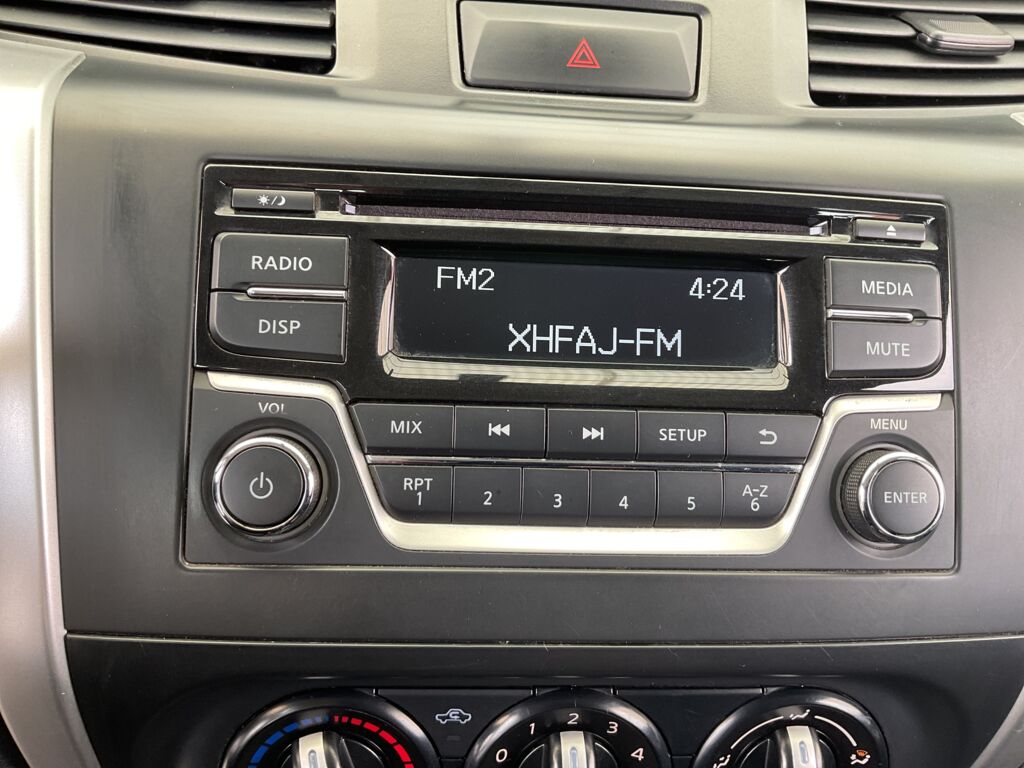 RADIO
DISP
FM2 4:24
XHFAJ-FM
MEDIA
MUTE
VOL
MIX
SETUP
MENU
RPT
1
2
3
4
5
A-Z
6
ENTER
0 1 2 3 4